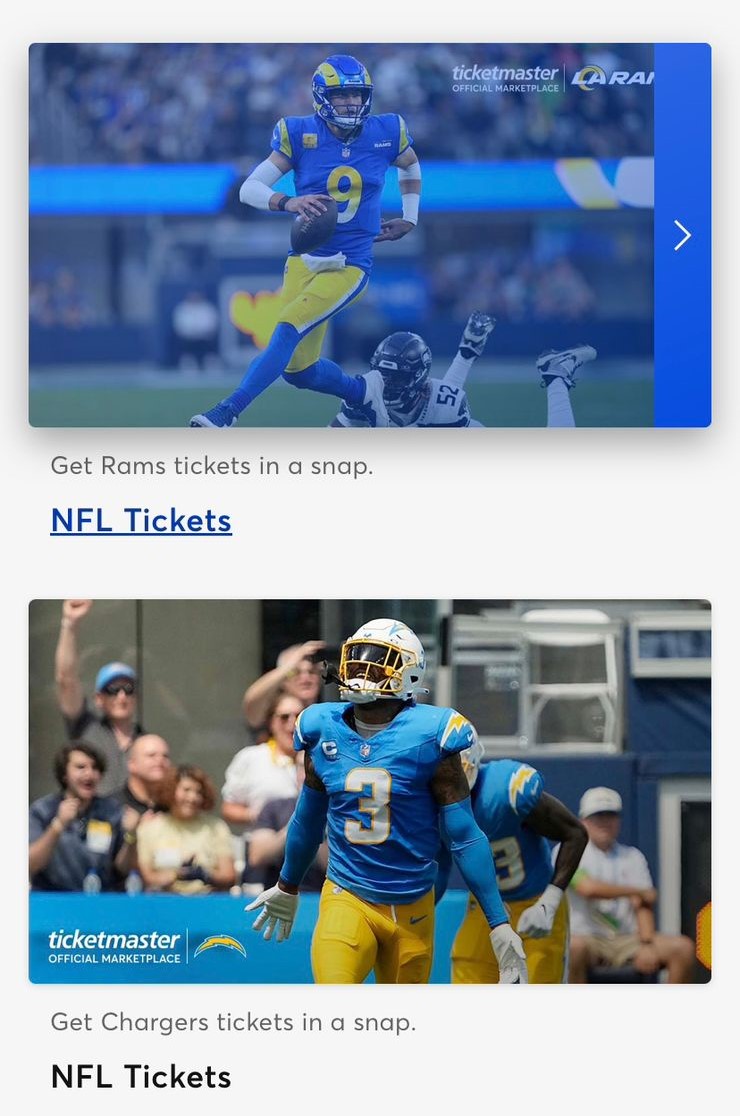 ticketmaster
OFFICIAL MARKETPLACE
LA RA
RAMS
9
52
Get Rams tickets in a snap.
NFL Tickets
C
3
3
ticketmaster
OFFICIAL MARKETPLACE
Get Chargers tickets in a snap.
NFL Tickets